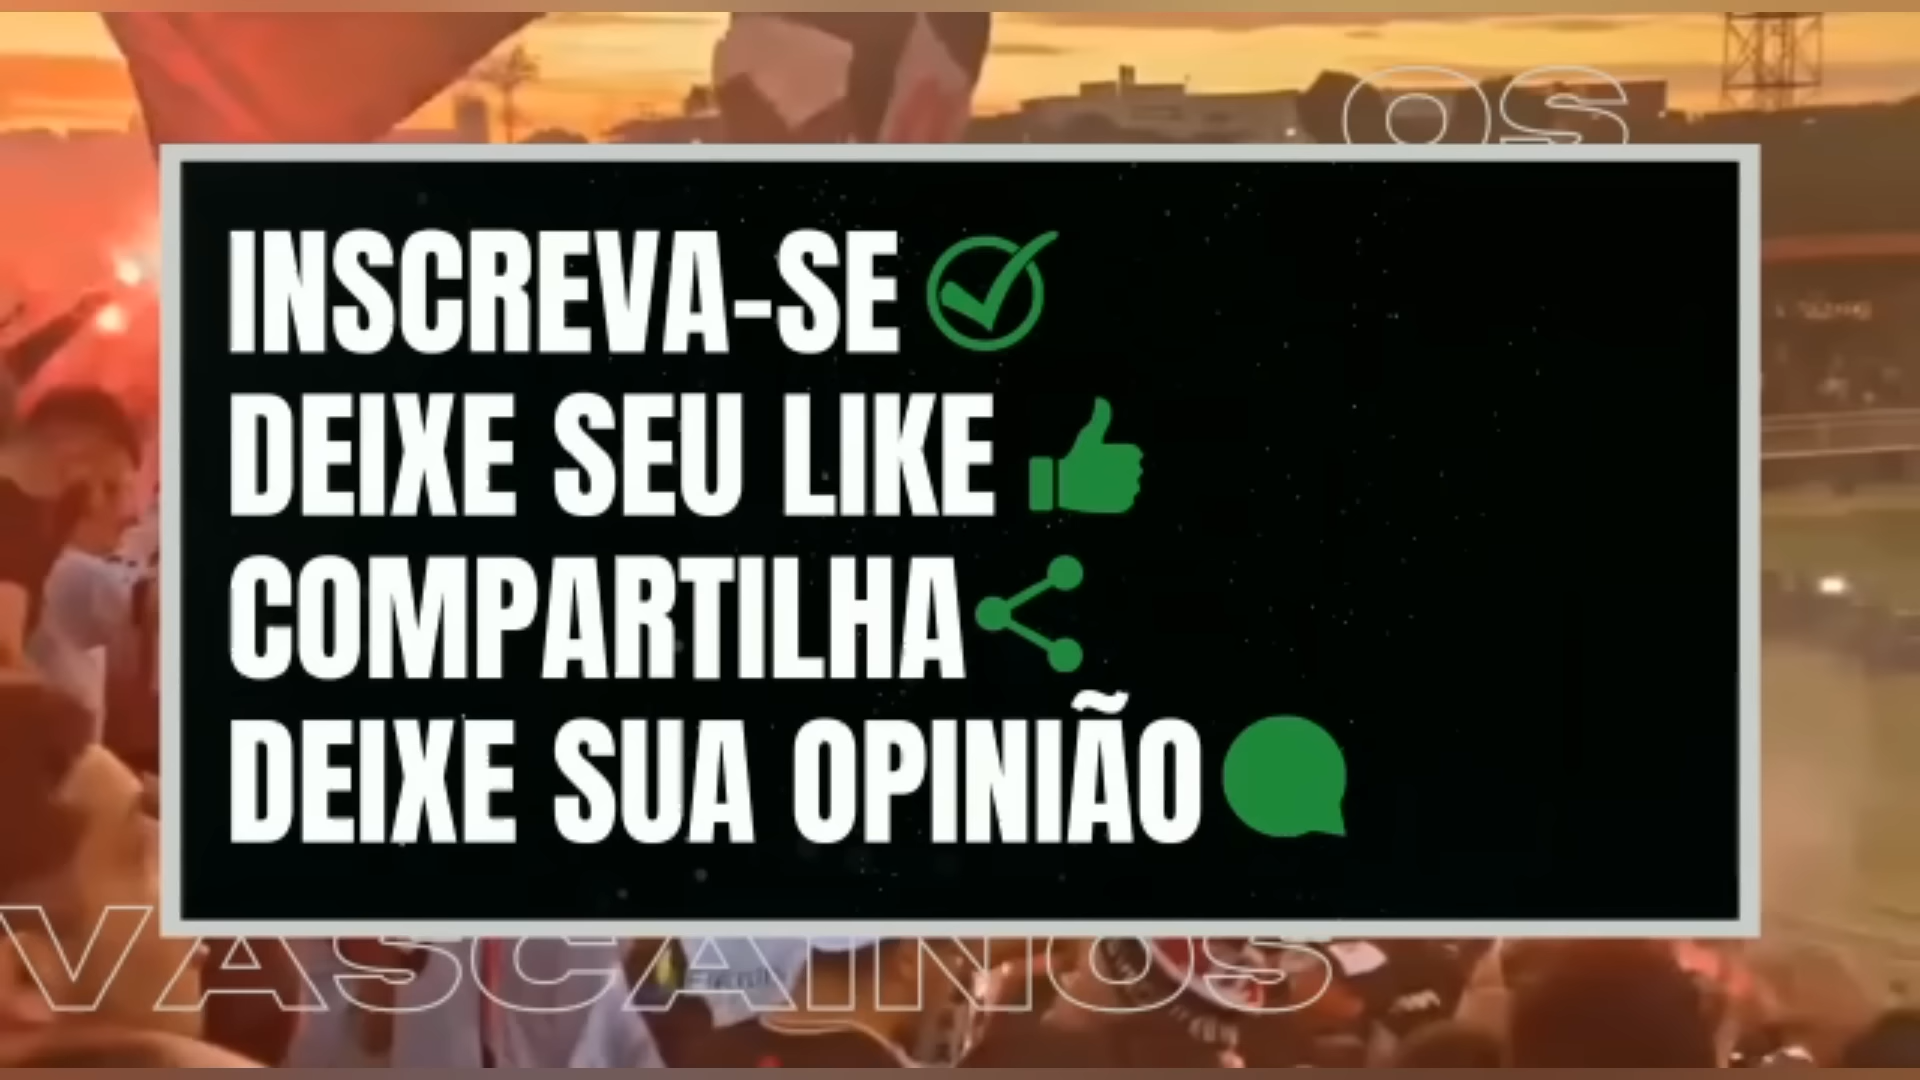 OS
INSCREVA-SE
DEIXE SEU LIKE
COMPARTILHA
DEIXE SUA OPINIÃO
VASCAINOS